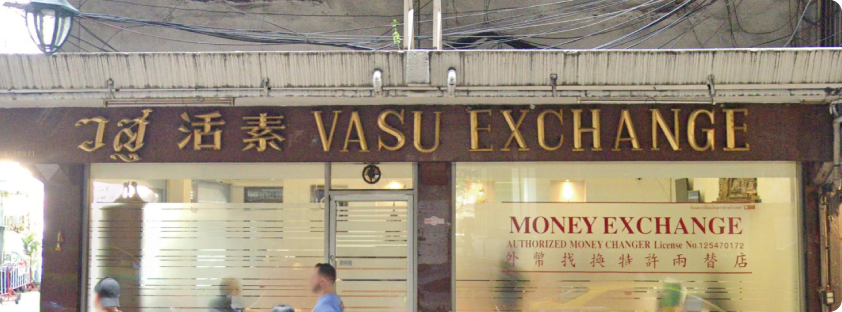 วสู 活素 VASU EXCHANGE
MONEY EXCHANGE
AUTHORIZED MONEY CHANGER License No.125470172
外幣找換特許兩替店